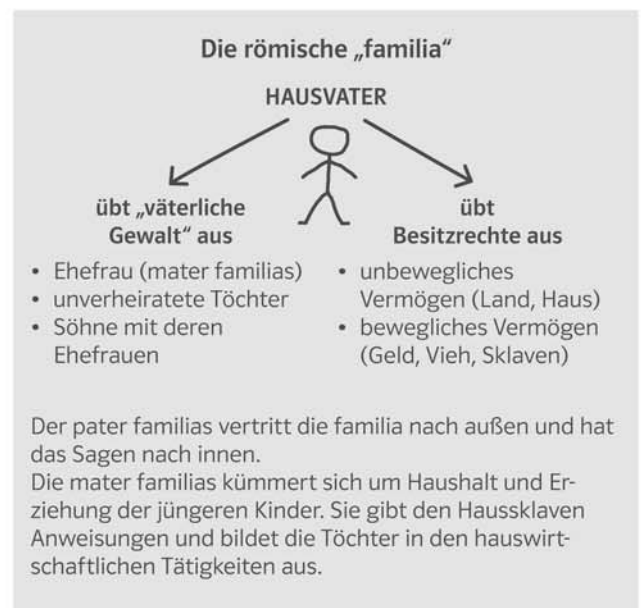 Die römische „familia“
HAUSVATER
übt „väterliche
Gewalt“ aus
• Ehefrau (mater familias)
• unverheiratete Töchter
• Söhne mit deren
Ehefrauen
übt
Besitzrechte aus
• unbewegliches
Vermögen (Land, Haus)
• bewegliches Vermögen
(Geld, Vieh, Sklaven)
Der pater familias vertritt die familia nach außen und hat
das Sagen nach innen.
Die mater familias kümmert sich um Haushalt und Er-
ziehung der jüngeren Kinder. Sie gibt den Haussklaven
Anweisungen und bildet die Töchter in den hauswirt-
schaftlichen Tätigkeiten aus.